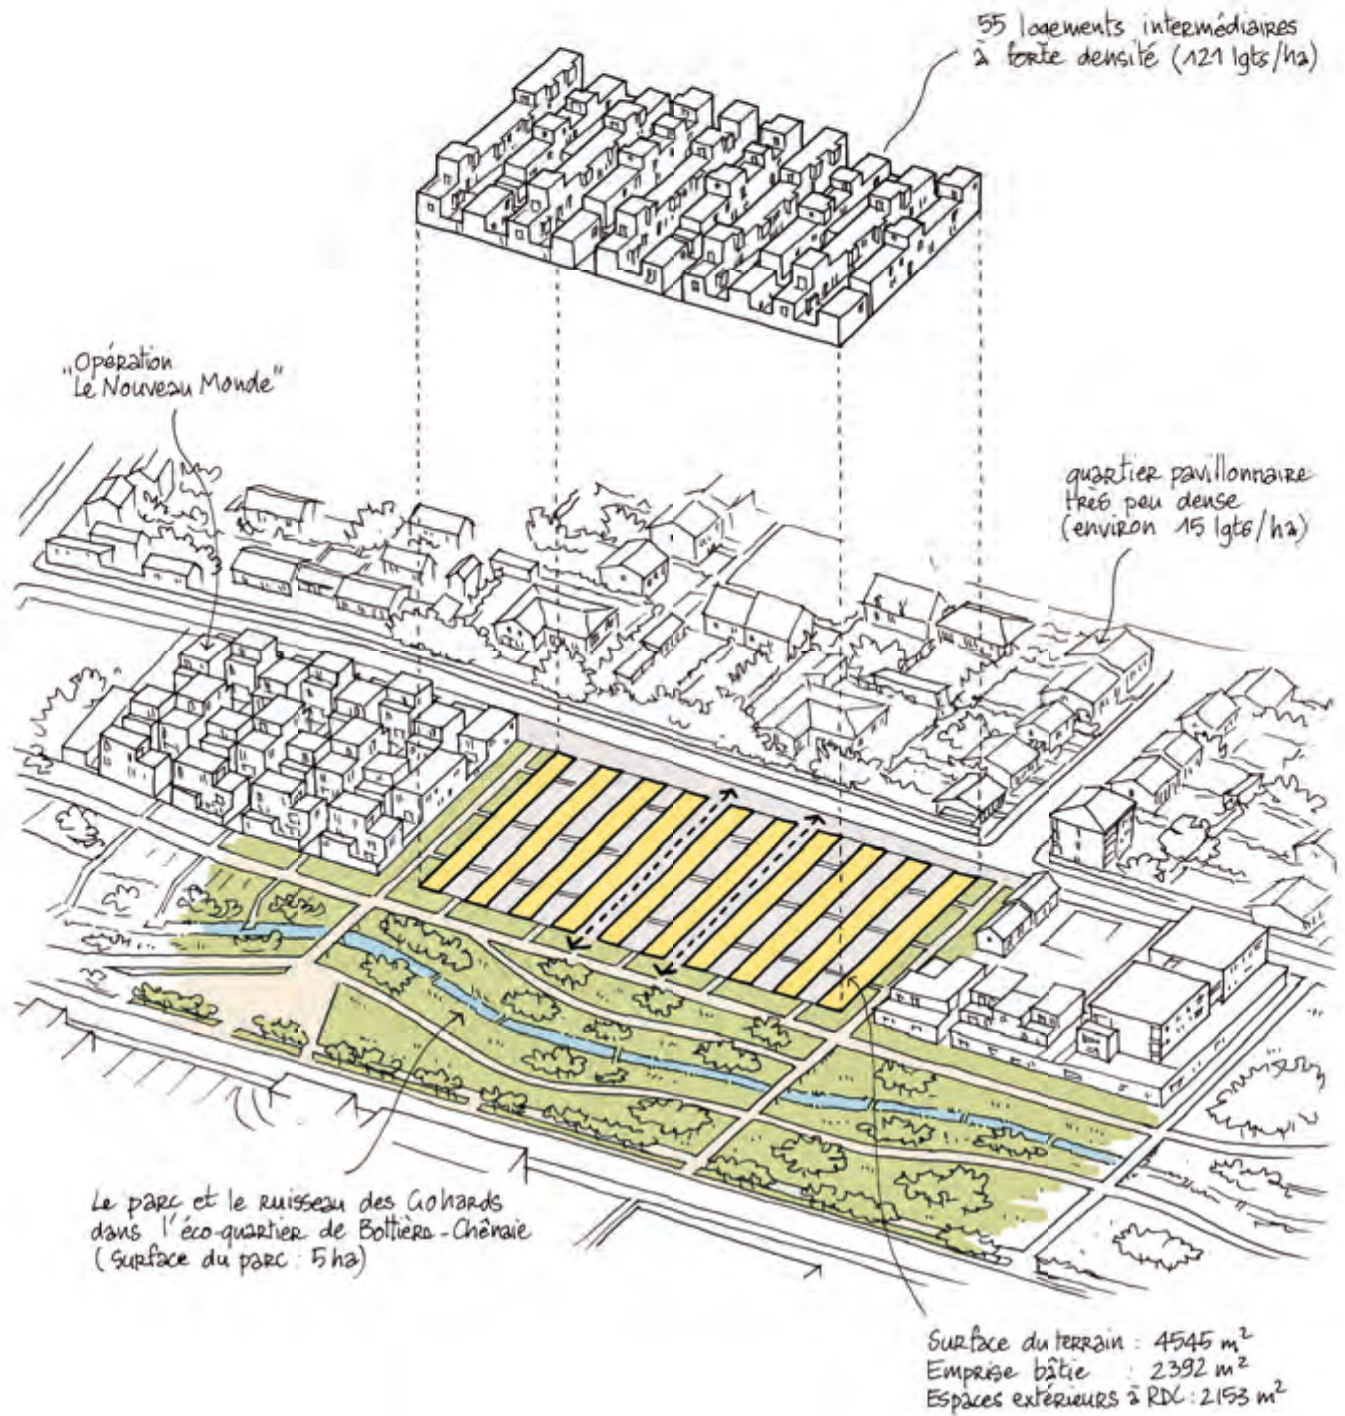 55 logements intermédiaires
à forte densité (121 lgts/ha)
"Opération
Le Nouveau Monde"
quartier pavillonnaire
très peu dense
(environ 15 lgts/ha)
Le parc et le ruisseau des Gohards
dans l'éco-quartier de Bottière-Chênaie
(surface du parc : 5 ha)
Surface du terrain : 4545 m²
Emprise bâtie : 2392 m²
Espaces extérieurs à RDC : 2153 m²